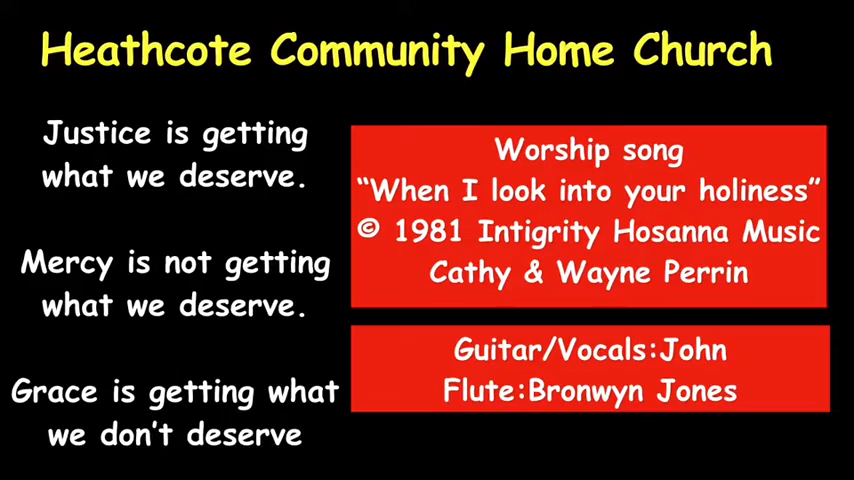 Heathcote Community Home Church
Justice is getting
what we deserve.
Mercy is not getting
what we deserve.
Grace is getting what
we don't deserve
Worship song
“When I look into your holiness”
© 1981 Intigrity Hosanna Music
Cathy & Wayne Perrin
Guitar/Vocals:John
Flute:Bronwyn Jones